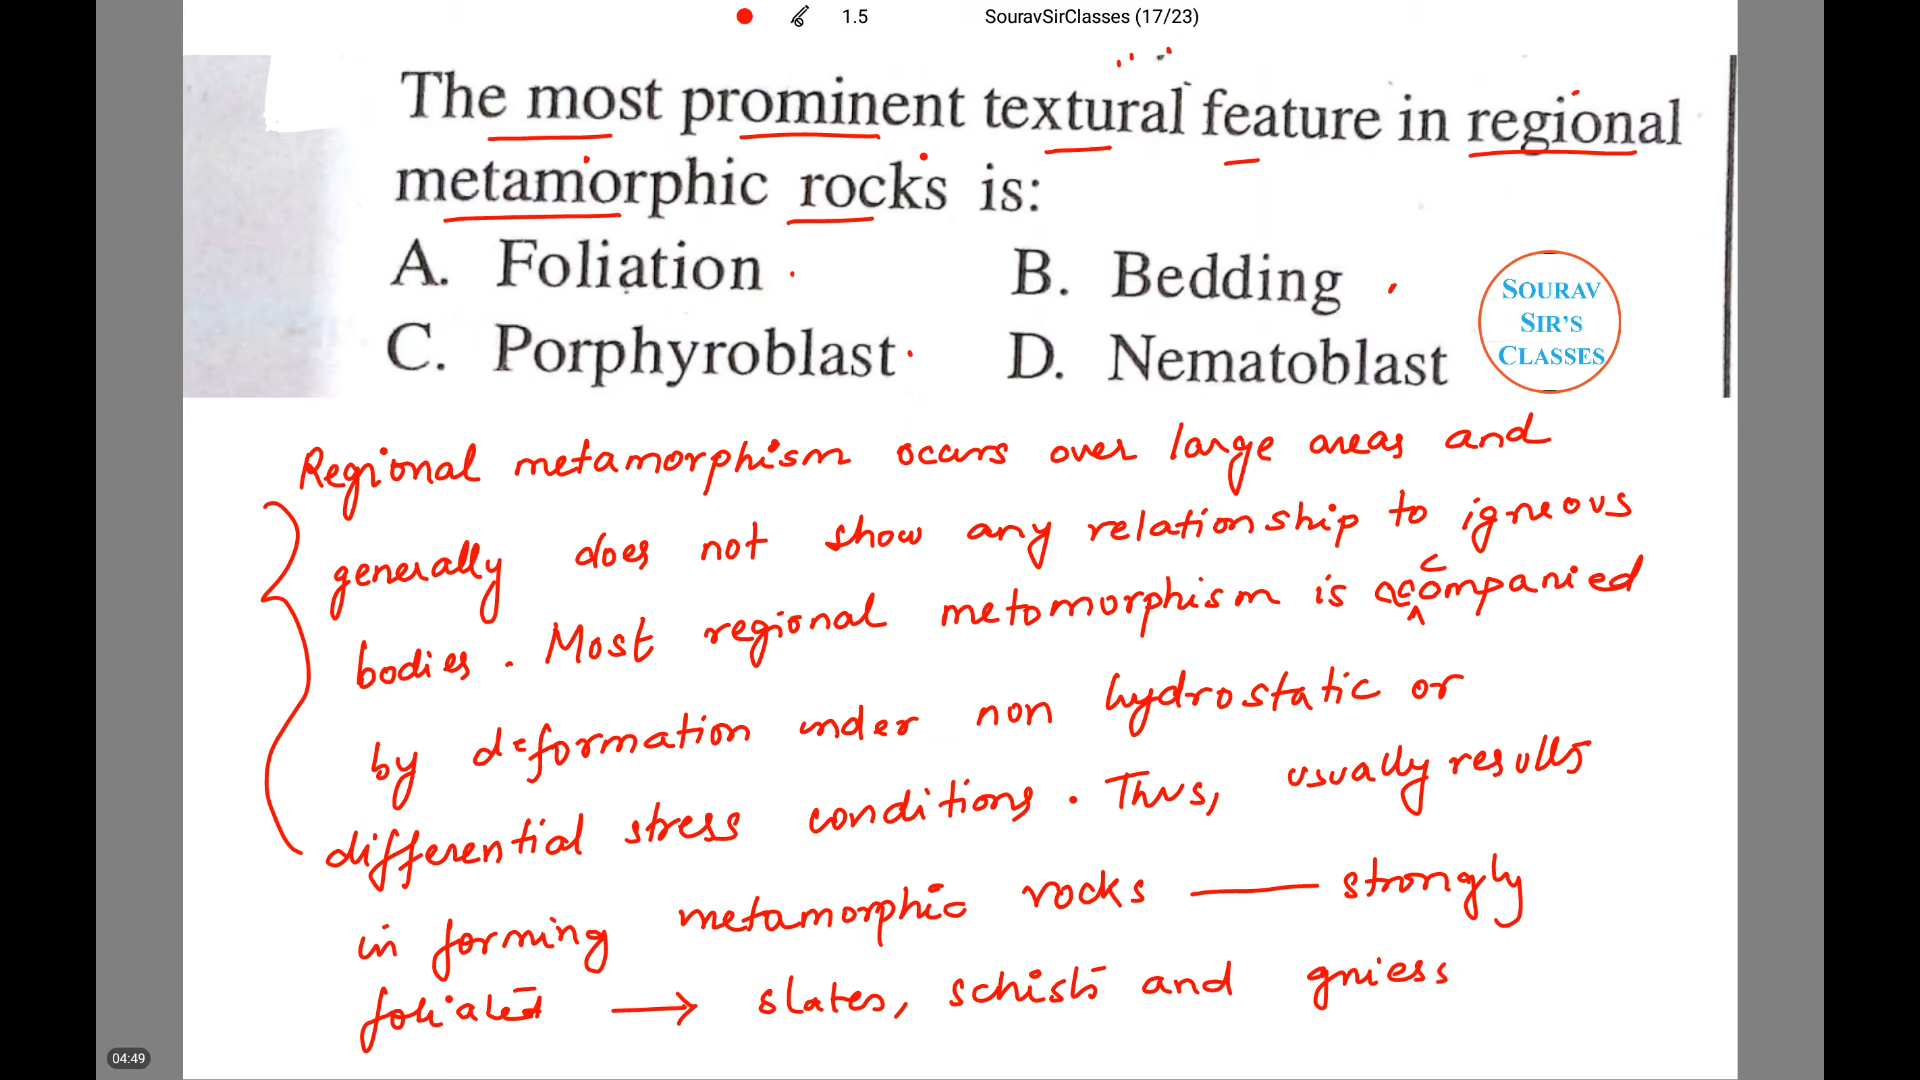 1.5 SouravSirClasses (17/23)
The most prominent textural feature in regional
metamorphic rocks is:
A. Foliation B. Bedding
C. Porphyroblast D. Nematoblast
SOURAV
SIR'S
CLASSES
Regional metamorphism occurs over large areas and
generally does not show any relationship to igneous
bodies. Most regional metomorphism is accompanied
by deformation under non hydrostatic or
differential stress conditions. Thus, usually results
in forming metamorphic rocks — strongly
foliated → slates, schists and gniess
04:49